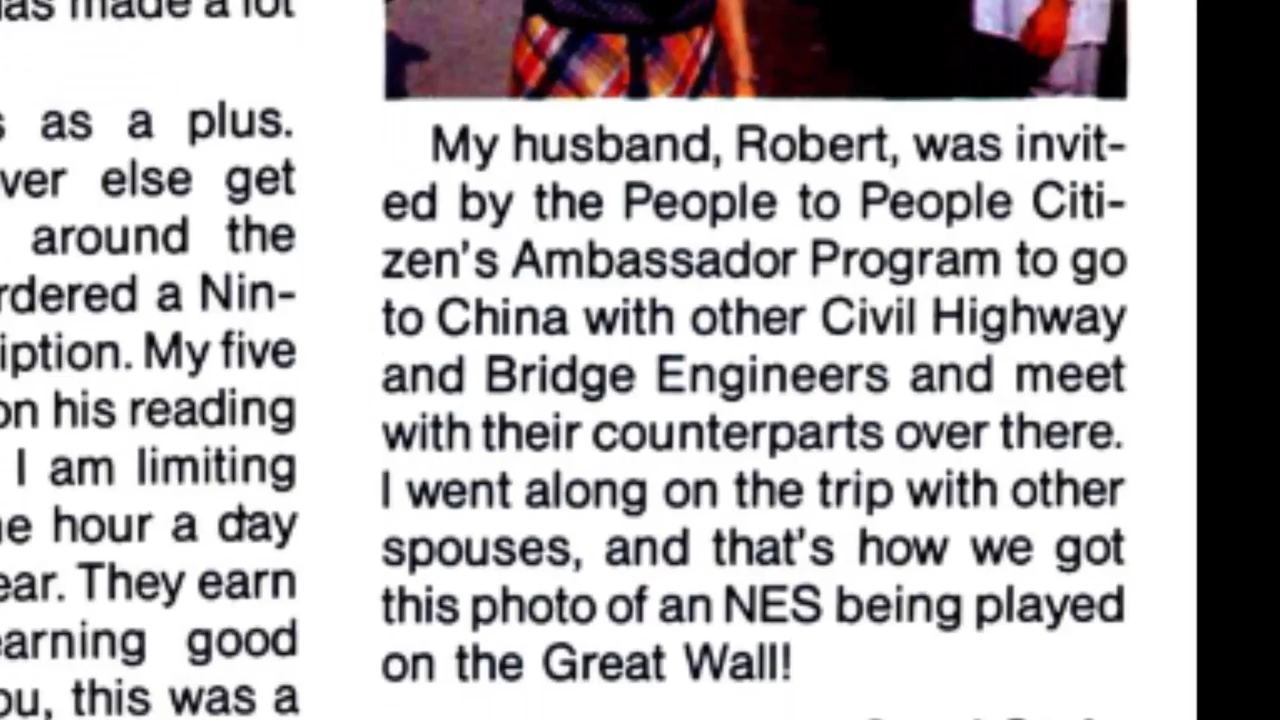 as made a lot
as a plus.
ver else get
around the
rdered a Nin-
iption. My five
on his reading
I am limiting
ne hour a day
ear. They earn
earning good
ou, this was a
My husband, Robert, was invit-
ed by the People to People Citi-
zen's Ambassador Program to go
to China with other Civil Highway
and Bridge Engineers and meet
with their counterparts over there.
I went along on the trip with other
spouses, and that's how we got
this photo of an NES being played
on the Great Wall!